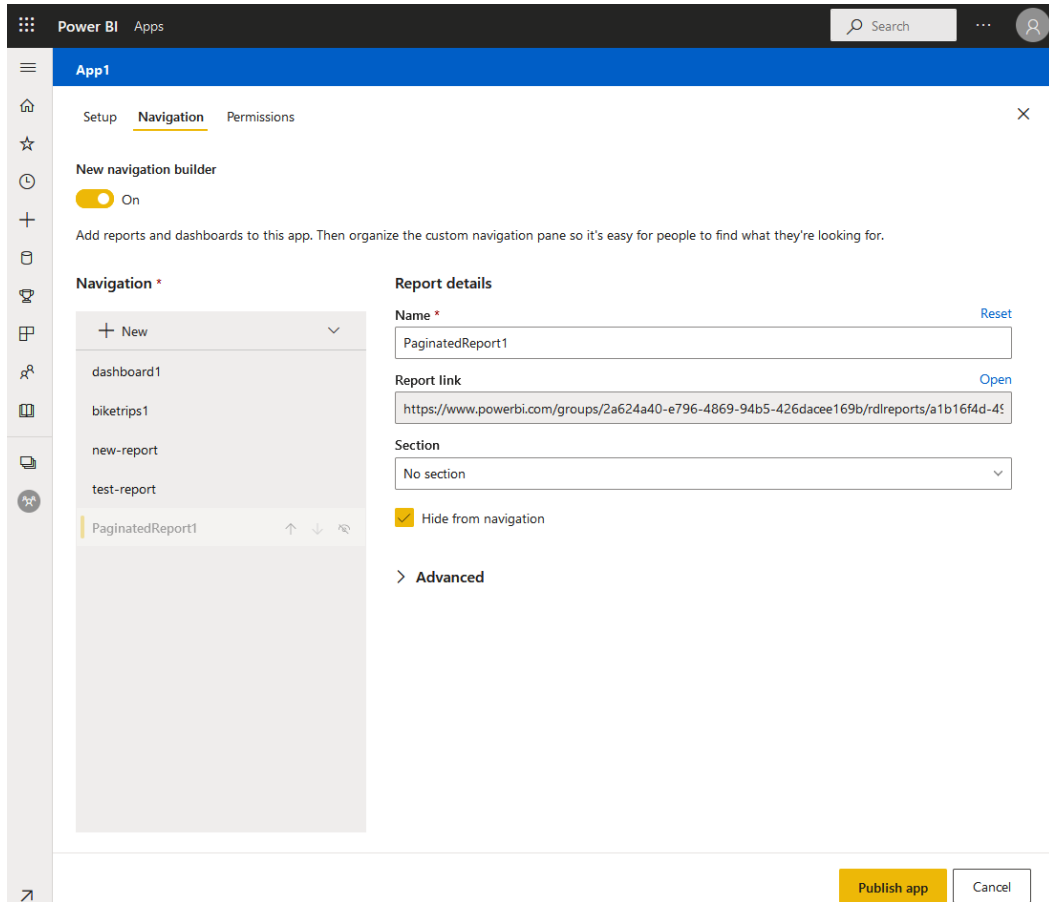 Power BI Apps
Search
App1
Setup Navigation Permissions
New navigation builder
On
Add reports and dashboards to this app. Then organize the custom navigation pane so it's easy for people to find what they're looking for.
Navigation *
New
dashboard1
biketrips1
new-report
test-report
PaginatedReport1
Report details
Name *
Reset
PaginatedReport1
Report link
Open
https://www.powerbi.com/groups/2a624a40-e796-4869-94b5-426dacee169b/rdlreports/a1b16f4d-49
Section
No section
Hide from navigation
Advanced
Publish app
Cancel